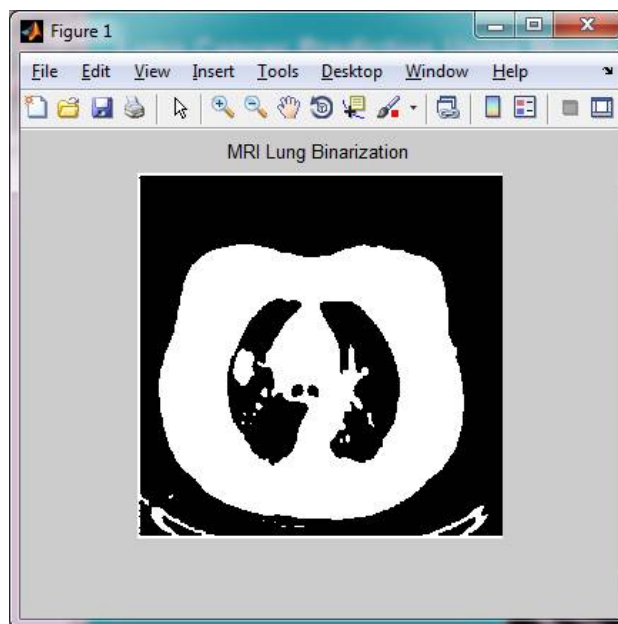 Figure 1
File Edit View Insert Tools Desktop Window Help
MRI Lung Binarization